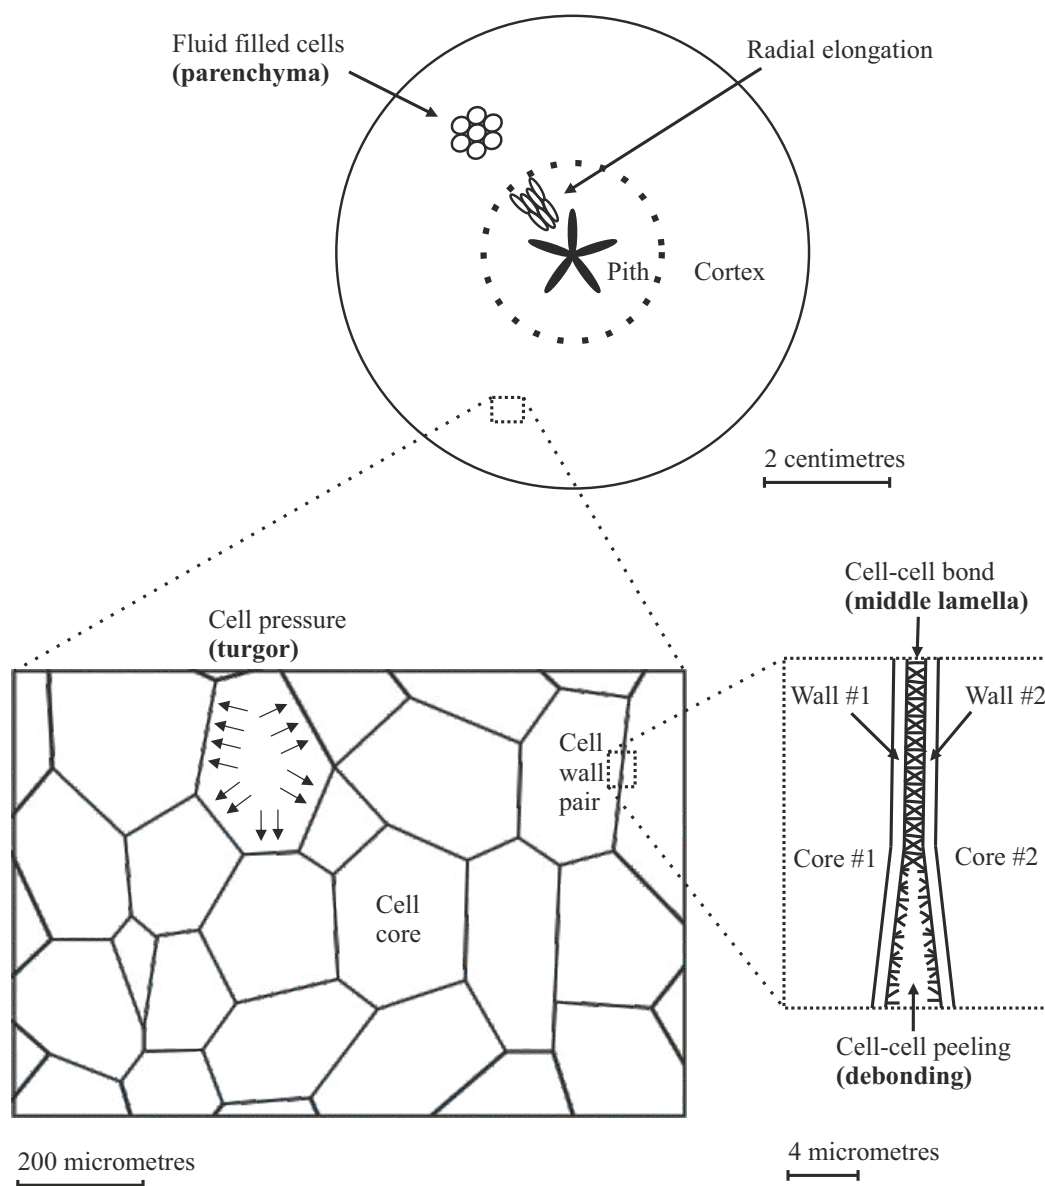 Fluid filled cells
(parenchyma)
Radial elongation
Pith
Cortex
2 centimetres
Cell-cell bond
(middle lamella)
Cell pressure
(turgor)
Wall #1
Wall #2
Cell
wall
pair
Core #1
Core #2
Cell
core
Cell-cell peeling
(debonding)
200 micrometres
4 micrometres